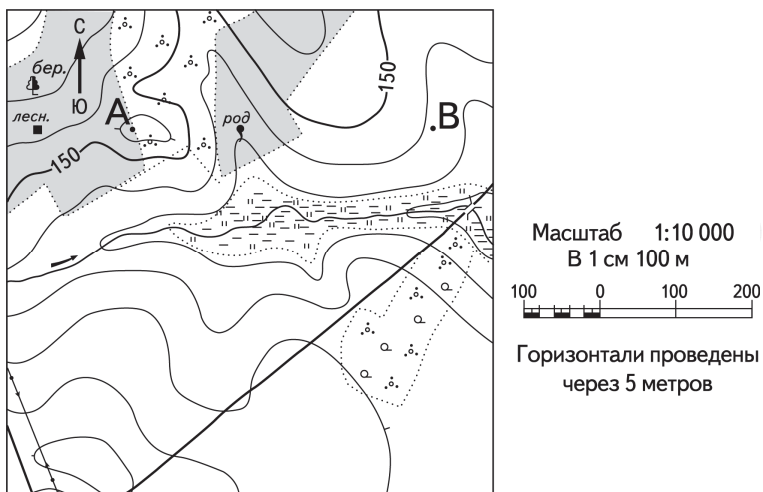 С
бер.
Ю
А
лесн.
род
150
В
150
Масштаб 1:10 000
В 1 см 100 м
100 0 100 200
Горизонтали проведены
через 5 метров